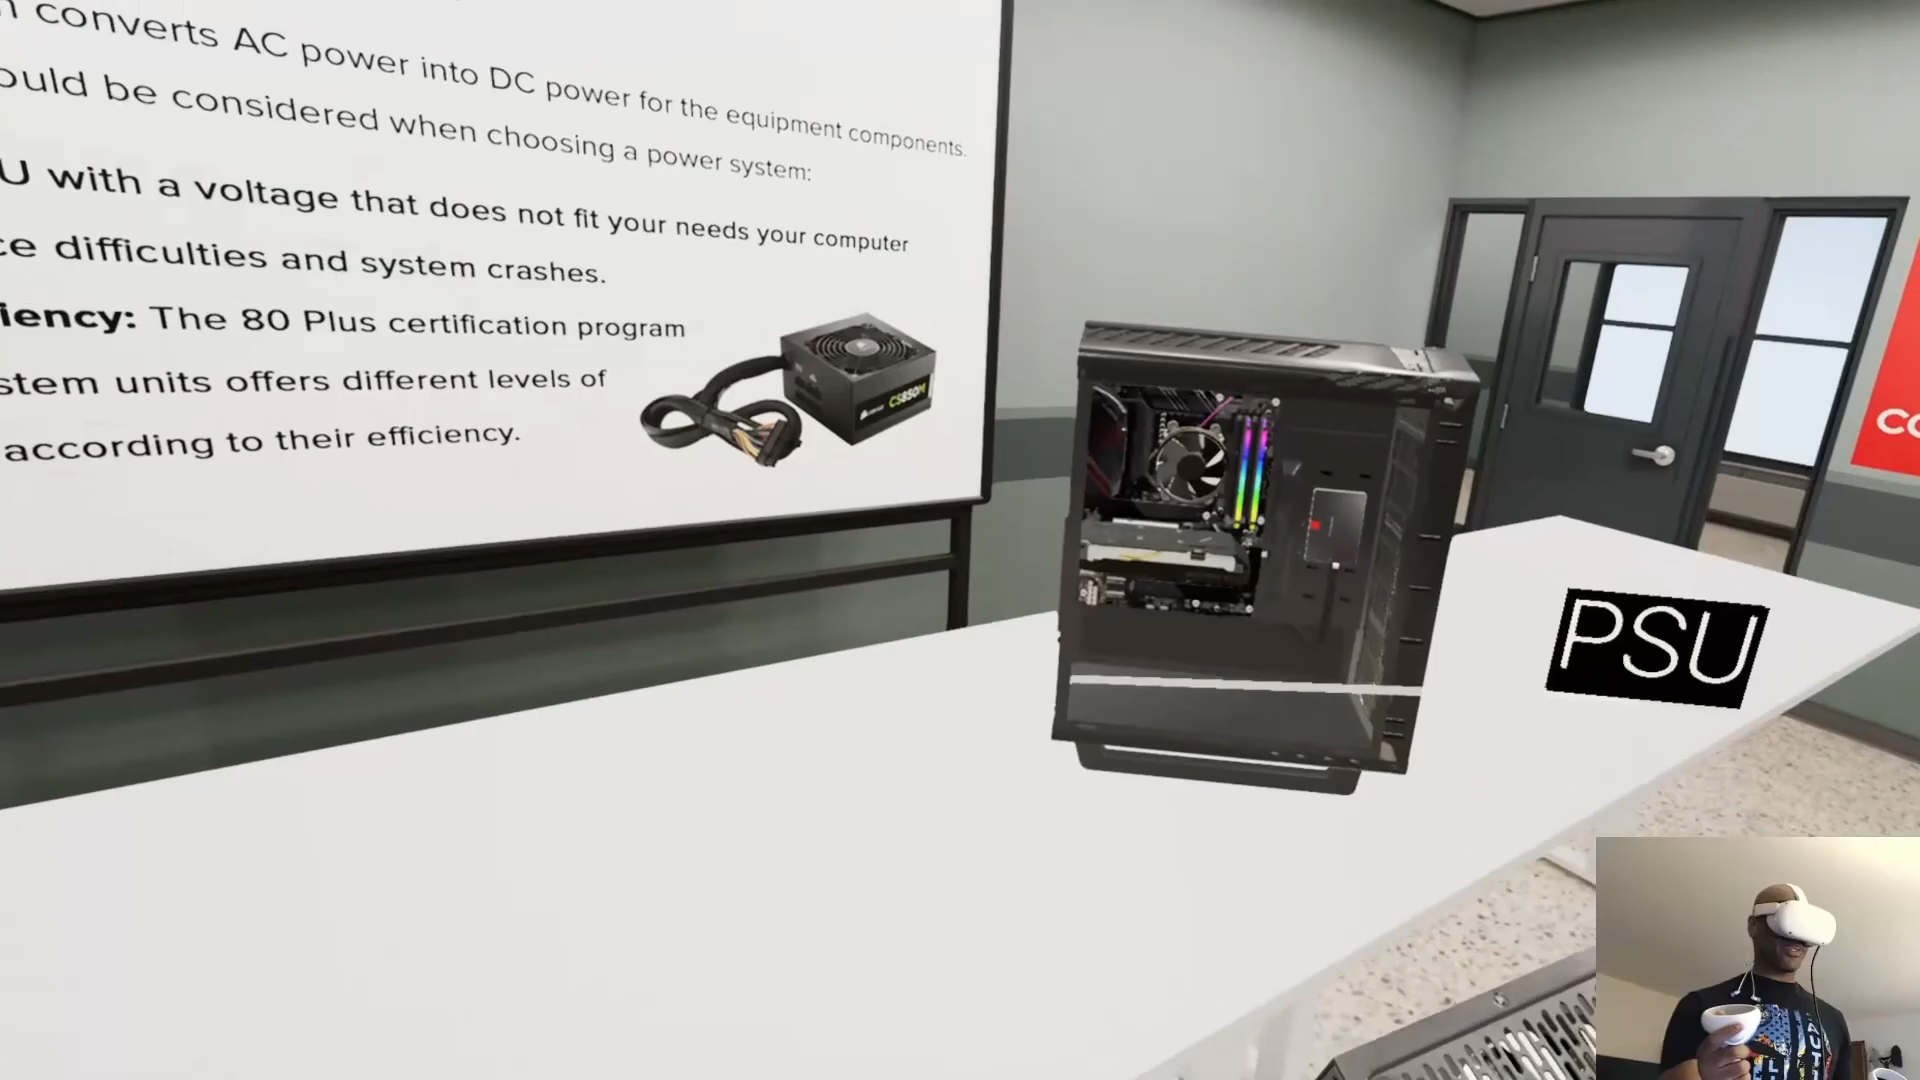 converts AC power into DC power for the equipment components.
ould be considered when choosing a power system:
U with a voltage that does not fit your needs your computer
ce difficulties and system crashes.
iency: The 80 Plus certification program
stem units offers different levels of
according to their efficiency.
CS850M
PSU
CO